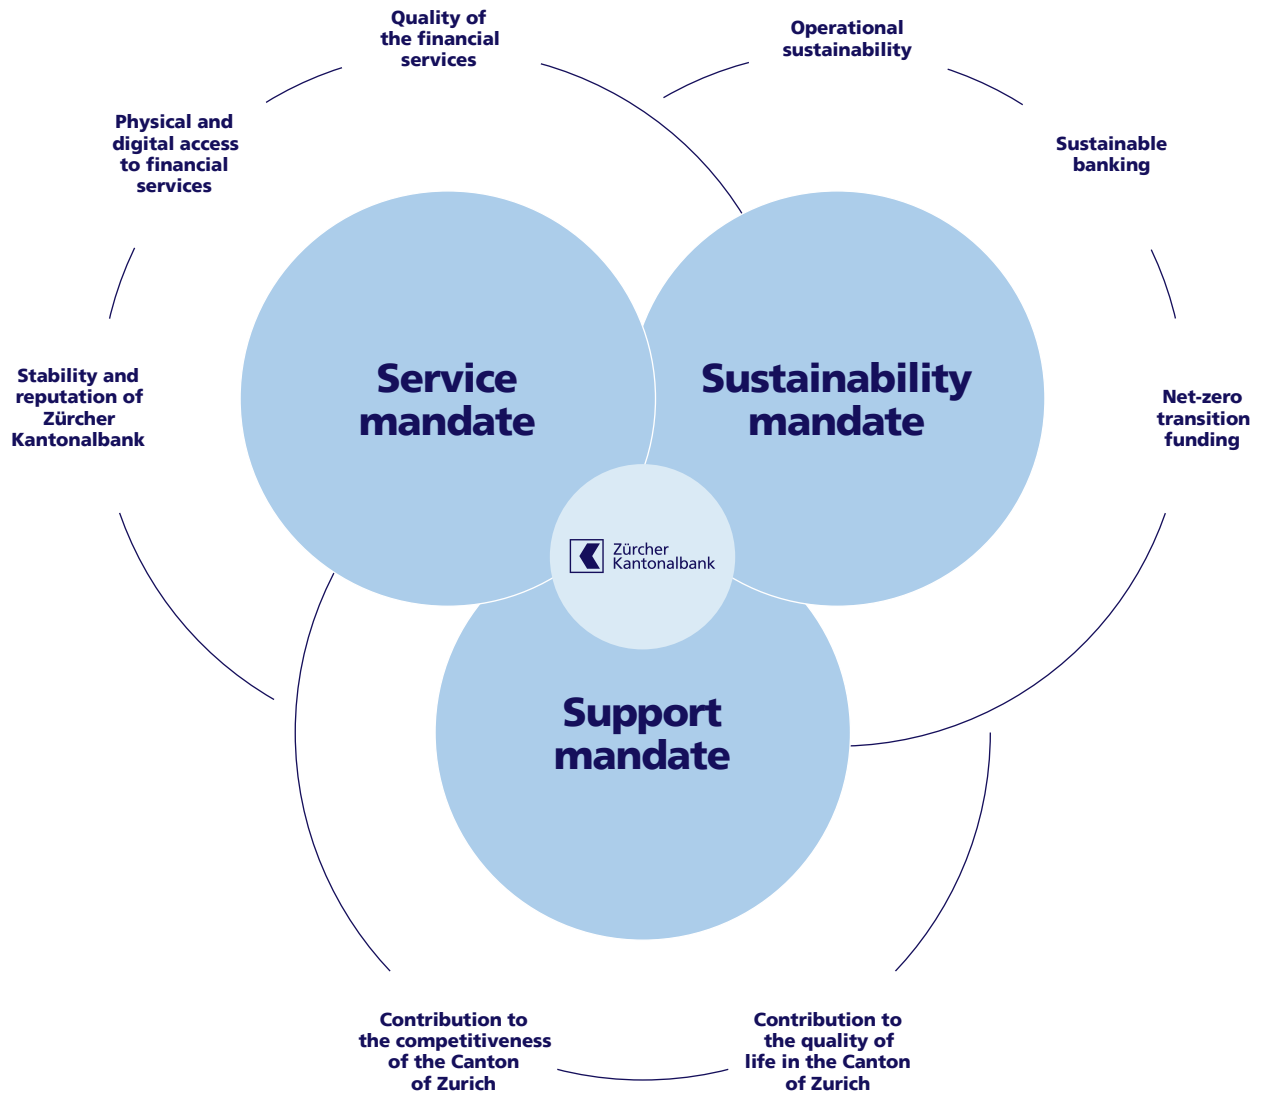 Quality of
the financial
services
Operational
sustainability
Physical and
digital access
to financial
services
Sustainable
banking
Stability and
reputation of
Zürcher
Kantonalbank
Service
mandate
Sustainability
mandate
Net-zero
transition
funding
Zürcher
Kantonalbank
Support
mandate
Contribution to
the competitiveness
of the Canton
of Zurich
Contribution to
the quality of
life in the Canton
of Zurich